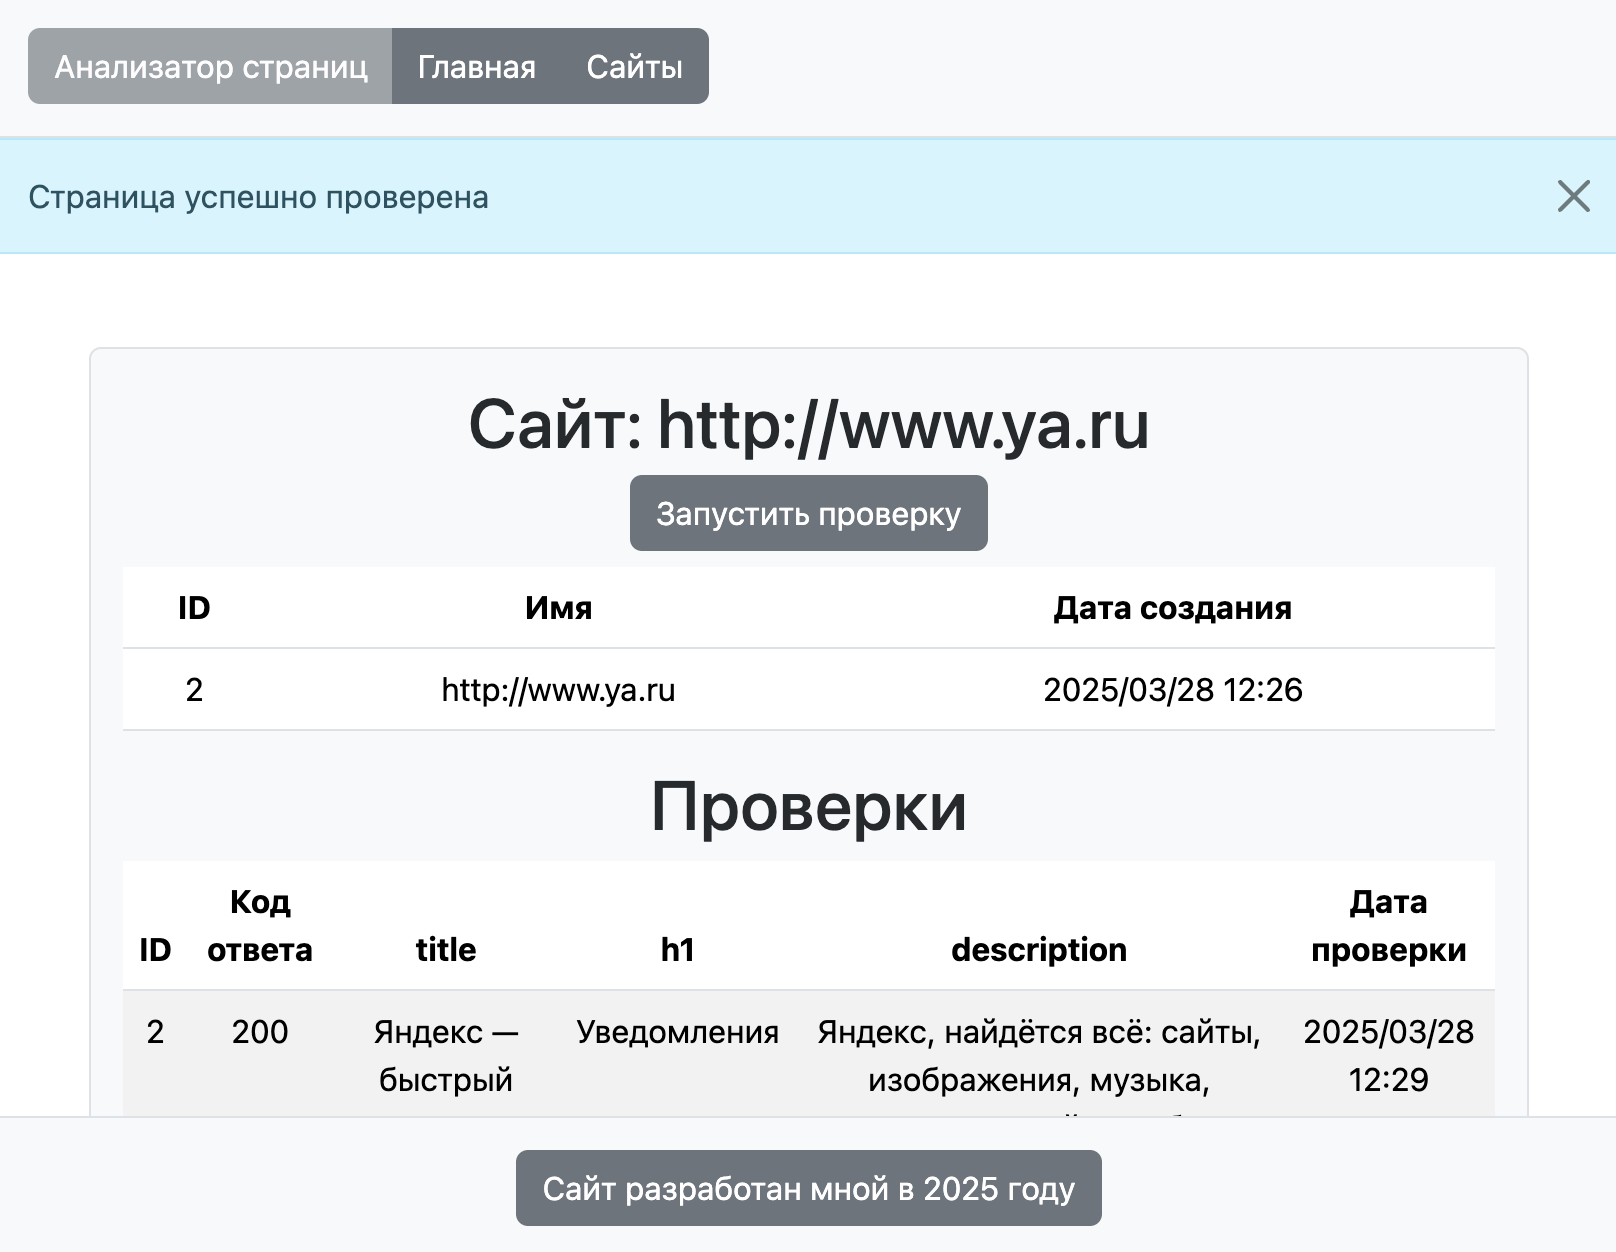 Анализатор страниц Главная Сайты
Страница успешно проверена
Сайт: http://www.ya.ru
Запустить проверку
ID Имя Дата создания
2 http://www.ya.ru 2025/03/28 12:26
Проверки
Код Дата
ID ответа title h1 description проверки
2 200 Яндекс — Уведомления Яндекс, найдётся всё: сайты, 2025/03/28
быстрый изображения, музыка, 12:29
Сайт разработан мной в 2025 году